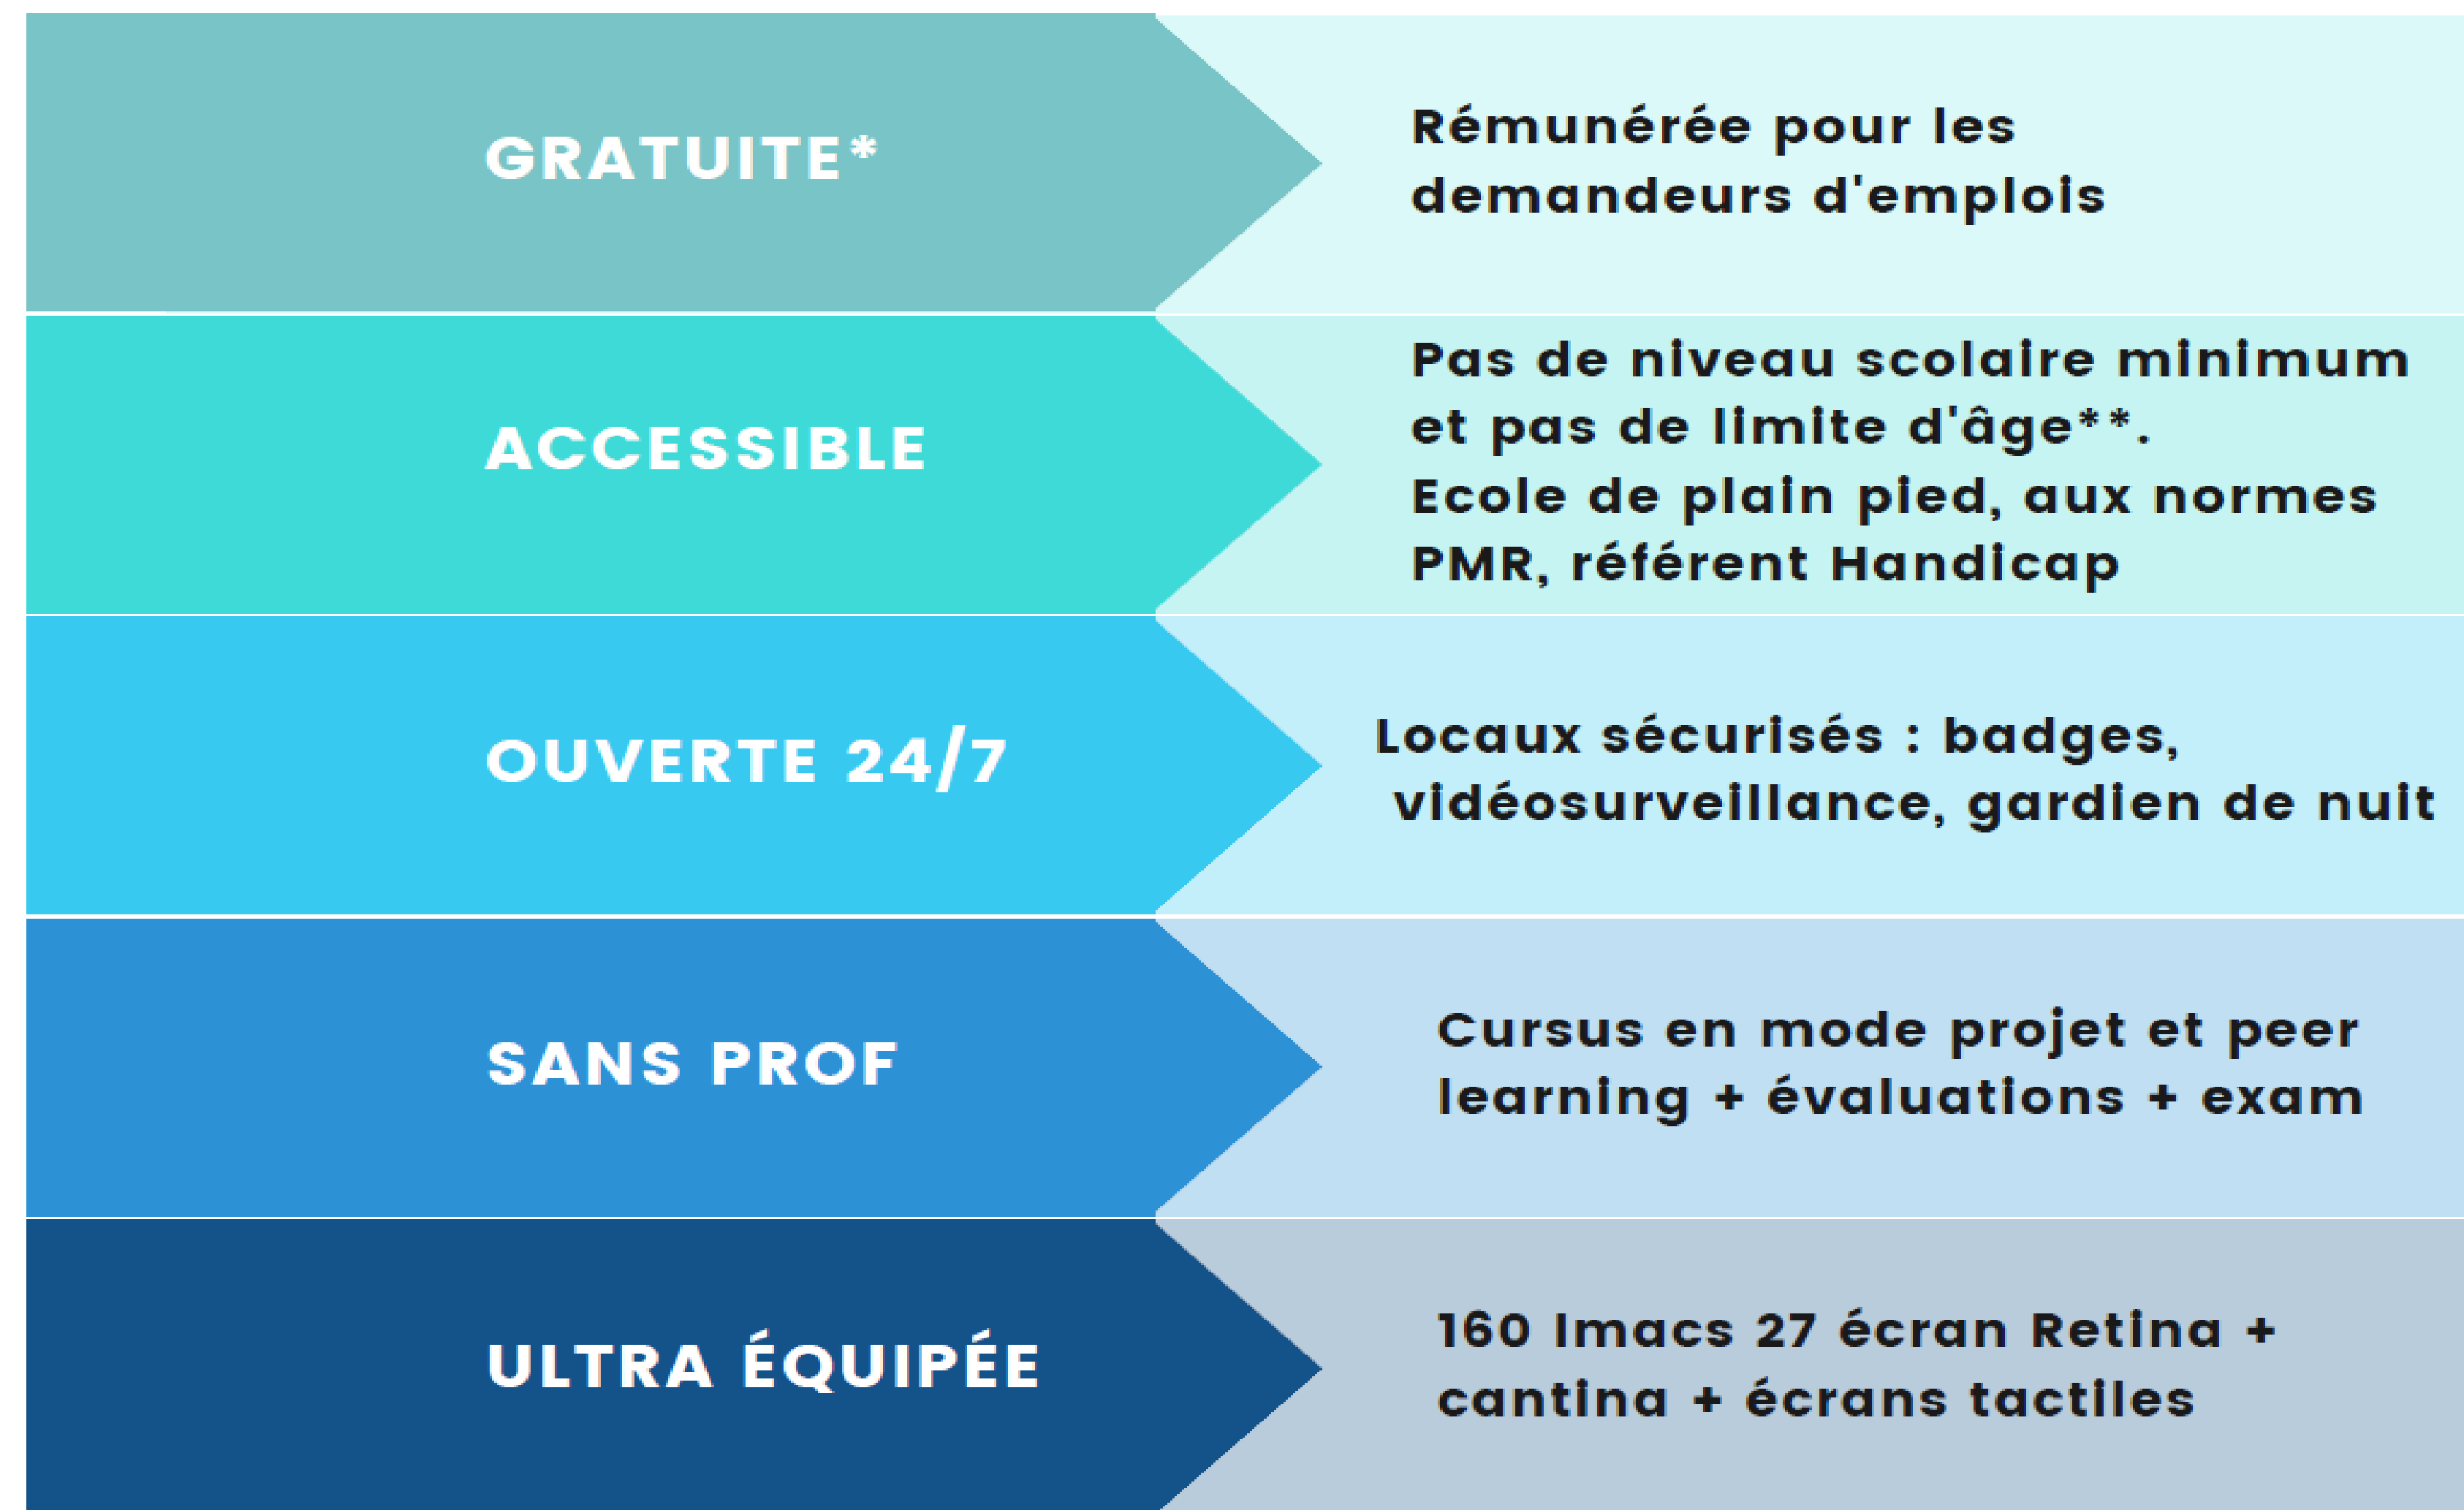 GRATUITE*
Rémunérée pour les
demandeurs d'emplois
ACCESSIBLE
Pas de niveau scolaire minimum
et pas de limite d'âge**.
Ecole de plain pied, aux normes
PMR, référent Handicap
OUVERTE 24/7
Locaux sécurisés : badges,
vidéosurveillance, gardien de nuit
SANS PROF
Cursus en mode projet et peer
learning + évaluations + exam
ULTRA ÉQUIPÉE
160 Imacs 27 écran Retina +
cantina + écrans tactiles